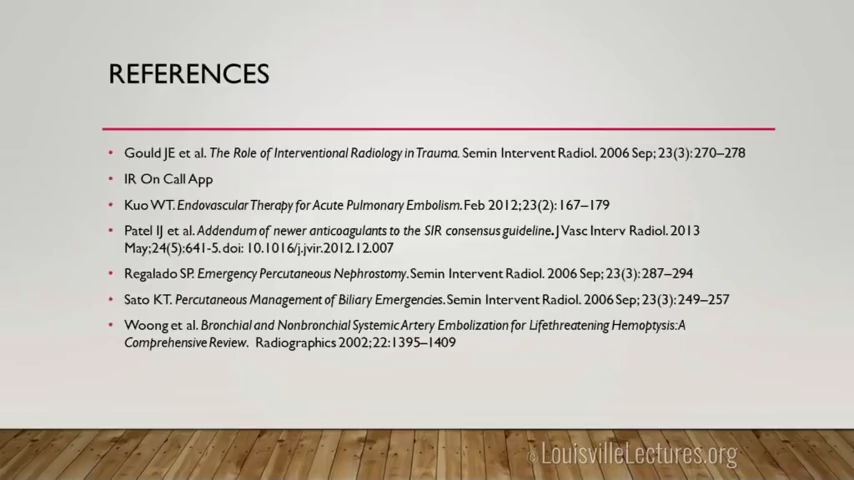 REFERENCES
• Gould JE et al. The Role of Interventional Radiology in Trauma. Semin Intervent Radiol. 2006 Sep; 23(3): 270–278
• IR On Call App
• Kuo WT. Endovascular Therapy for Acute Pulmonary Embolism. Feb 2012;23(2): 167–179
• Patel IJ et al. Addendum of newer anticoagulants to the SIR consensus guideline. J Vasc Interv Radiol. 2013
May;24(5):641-5. doi: 10.1016/j.jvir.2012.12.007
• Regalado SP. Emergency Percutaneous Nephrostomy. Semin Intervent Radiol. 2006 Sep; 23(3): 287–294
• Sato KT. Percutaneous Management of Biliary Emergencies. Semin Intervent Radiol. 2006 Sep; 23(3): 249–257
• Woong et al. Bronchial and Nonbronchial Systemic Artery Embolization for Lifethreatening Hemoptysis: A
Comprehensive Review. Radiographics 2002; 22:1395–1409
© LouisvilleLectures.org